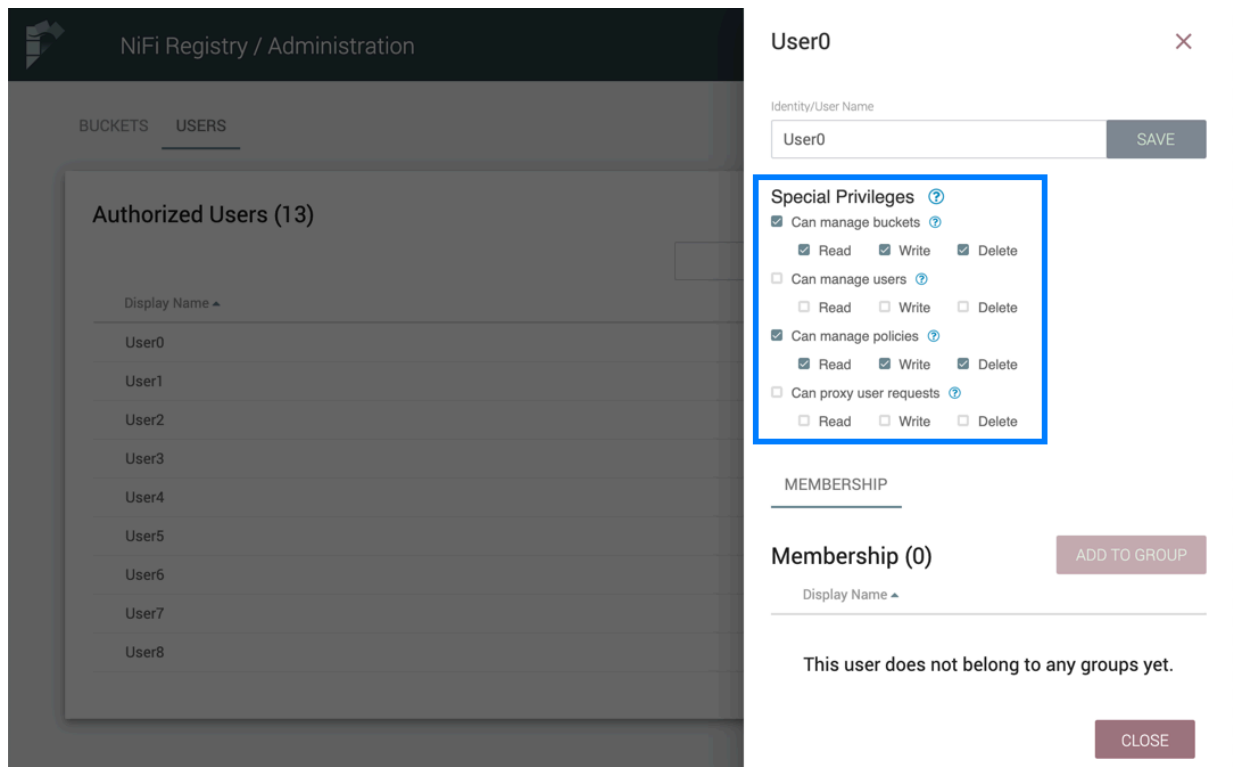 NiFi Registry / Administration
BUCKETS USERS
Authorized Users (13)
Display Name
User0
User1
User2
User3
User4
User5
User6
User7
User8
User0
Identity/User Name
User0 SAVE
Special Privileges ?
Can manage buckets ?
Read Write Delete
Can manage users ?
Read Write Delete
Can manage policies ?
Read Write Delete
Can proxy user requests ?
Read Write Delete
MEMBERSHIP
Membership (0) ADD TO GROUP
Display Name
This user does not belong to any groups yet.
CLOSE